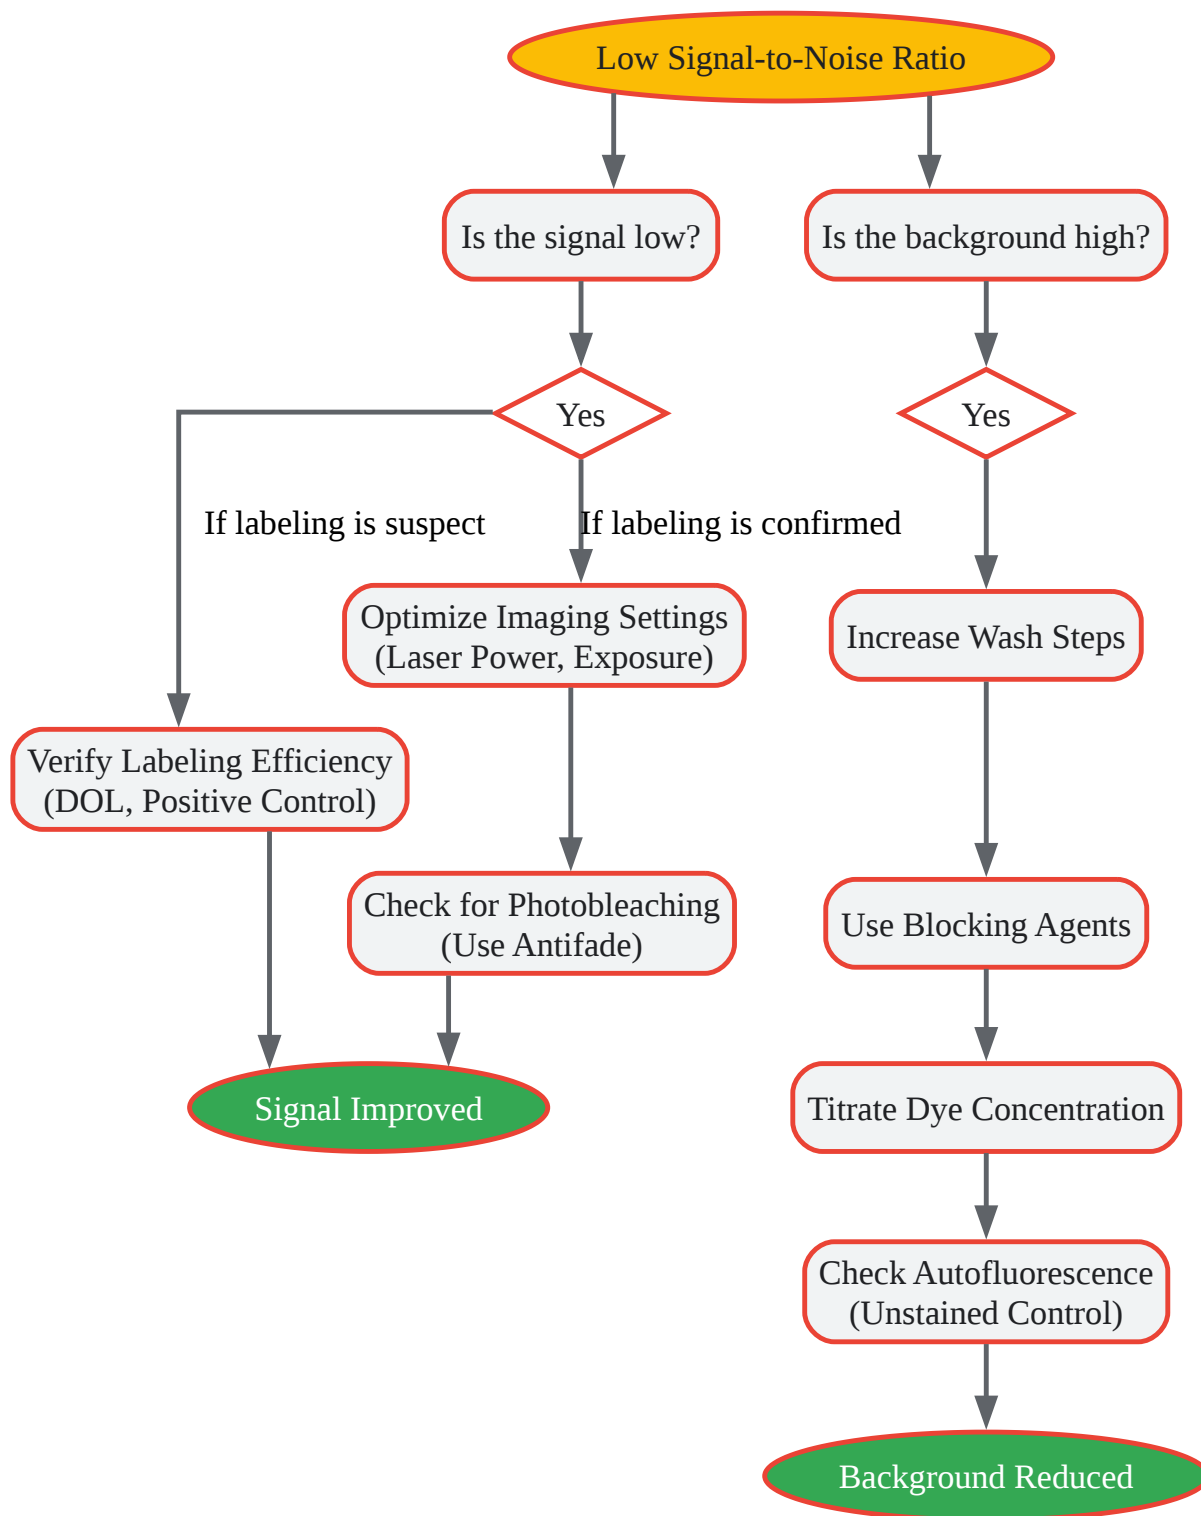 Low Signal-to-Noise Ratio
Is the signal low?
Is the background high?
Yes
Yes
If labeling is suspect
If labeling is confirmed
Optimize Imaging Settings
(Laser Power, Exposure)
Increase Wash Steps
Verify Labeling Efficiency
(DOL, Positive Control)
Check for Photobleaching
(Use Antifade)
Use Blocking Agents
Signal Improved
Titrate Dye Concentration
Check Autofluorescence
(Unstained Control)
Background Reduced